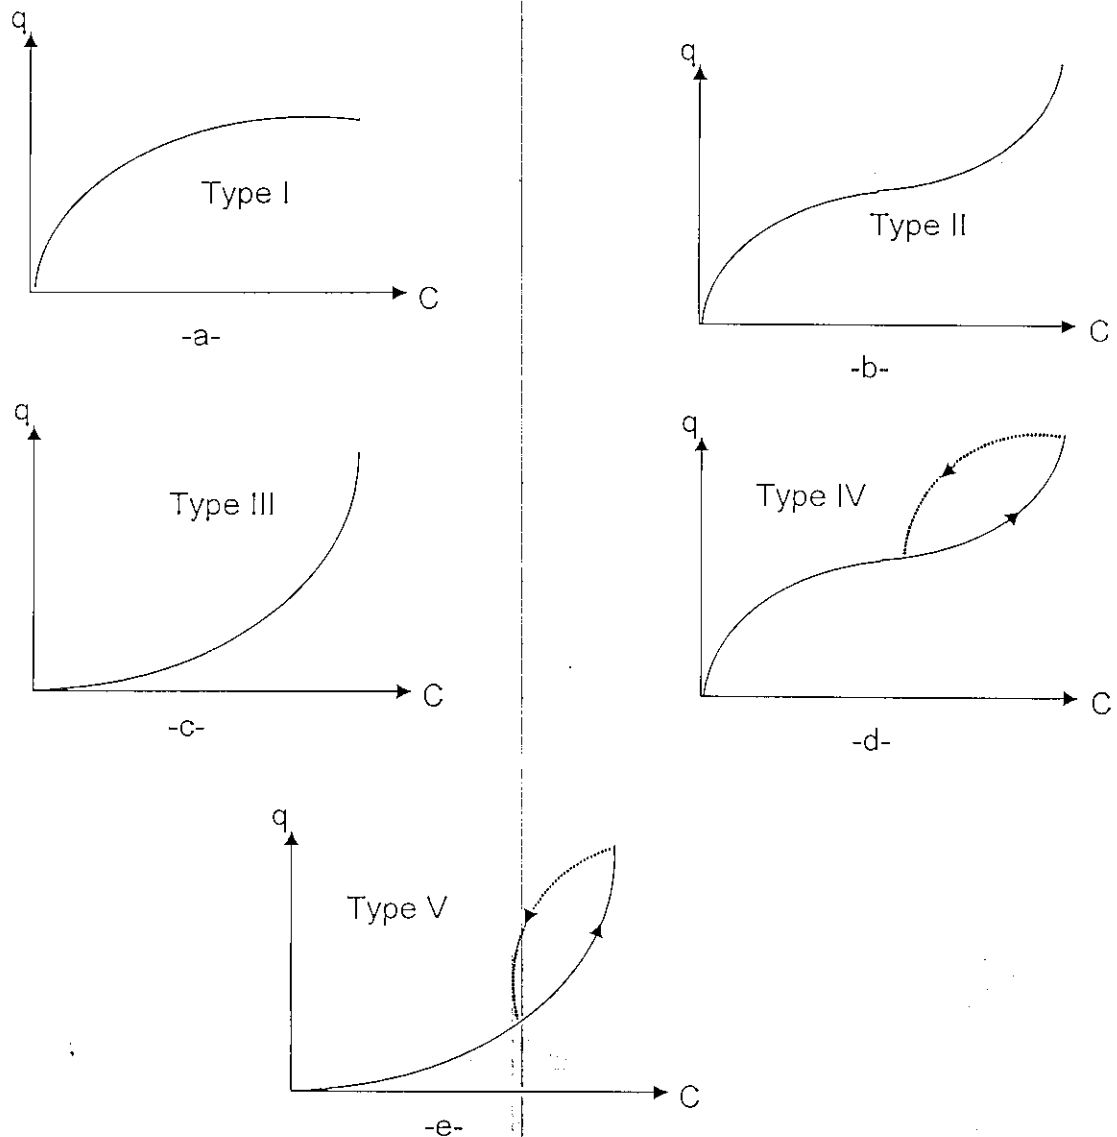 q
Type I
C
-a-
q
Type II
C
-b-
q
Type III
C
-c-
q
Type IV
C
-d-
q
Type V
C
-e-